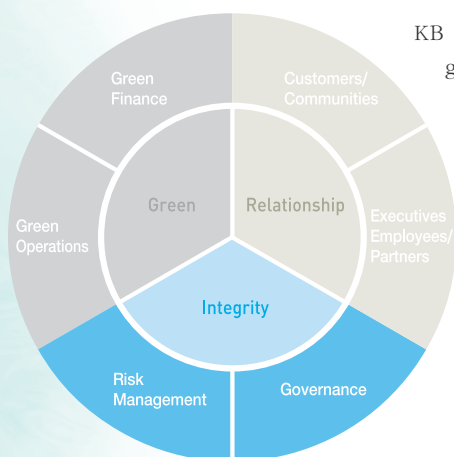 KB
g
Green
Finance
Customers/
Communities
Green
Relationship
Green
Operations
Executives
Employees/
Partners
Integrity
Risk
Management
Governance